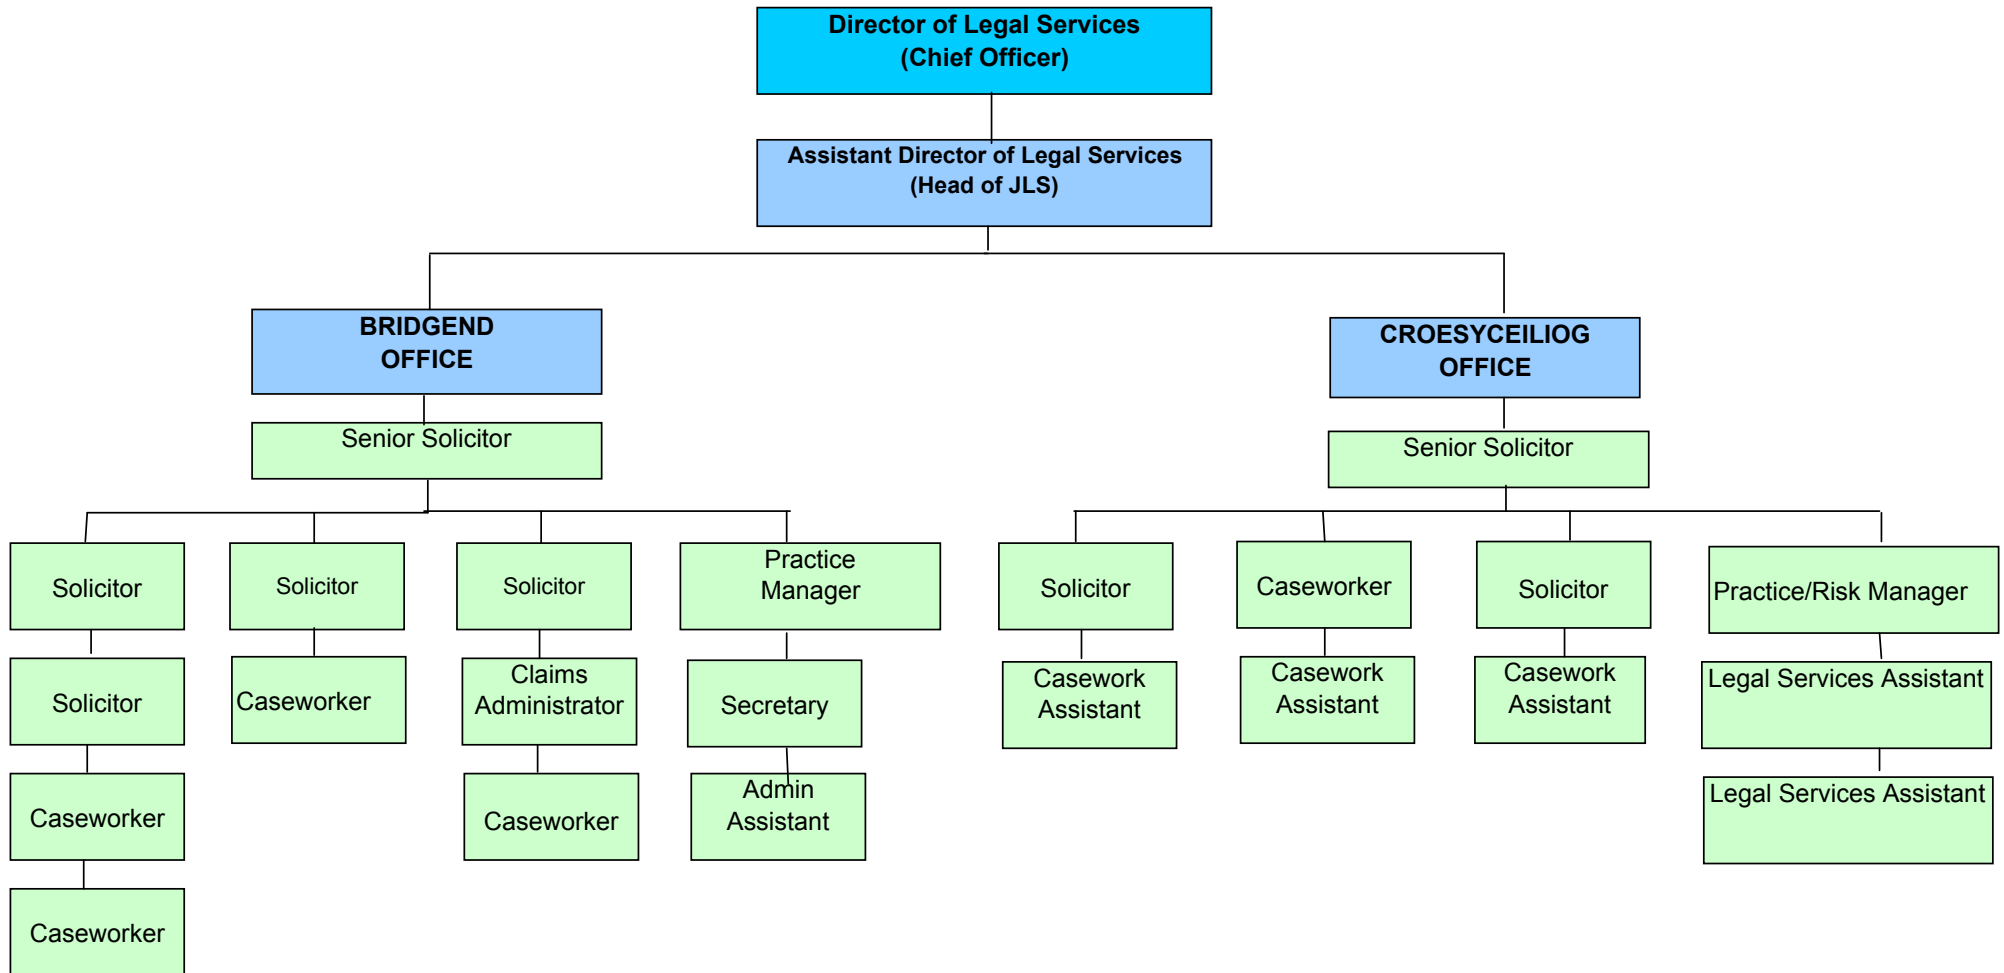 Director of Legal Services
(Chief Officer)
Assistant Director of Legal Services
(Head of JLS)
BRIDGEND
OFFICE
CROESYCEILIOG
OFFICE
Senior Solicitor
Senior Solicitor
Solicitor
Solicitor
Solicitor
Practice
Manager
Solicitor
Caseworker
Solicitor
Practice/Risk Manager
Solicitor
Caseworker
Claims
Administrator
Secretary
Casework
Assistant
Casework
Assistant
Casework
Assistant
Legal Services Assistant
Caseworker
Caseworker
Admin
Assistant
Legal Services Assistant
Caseworker